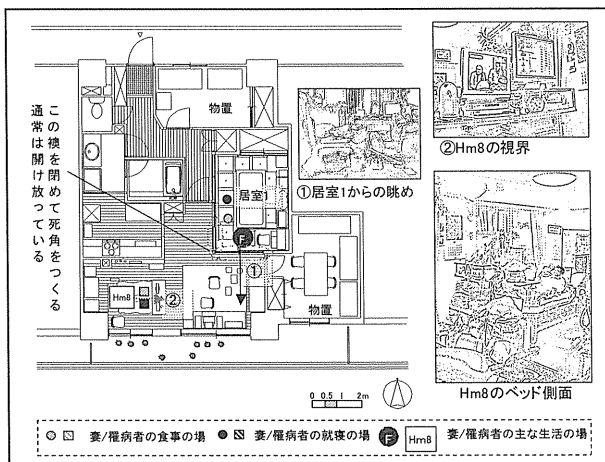 この襖を閉めて死角をつくる
通常は開け放っている
物置
居室1
F
①
Hm8
②
物置
①居室1からの眺め
②Hm8の視界
Hm8のベッド側面
0 0.5 1 2m
妻/罹病者の食事の場 妻/罹病者の就寝の場 F Hm8 妻/罹病者の主な生活の場